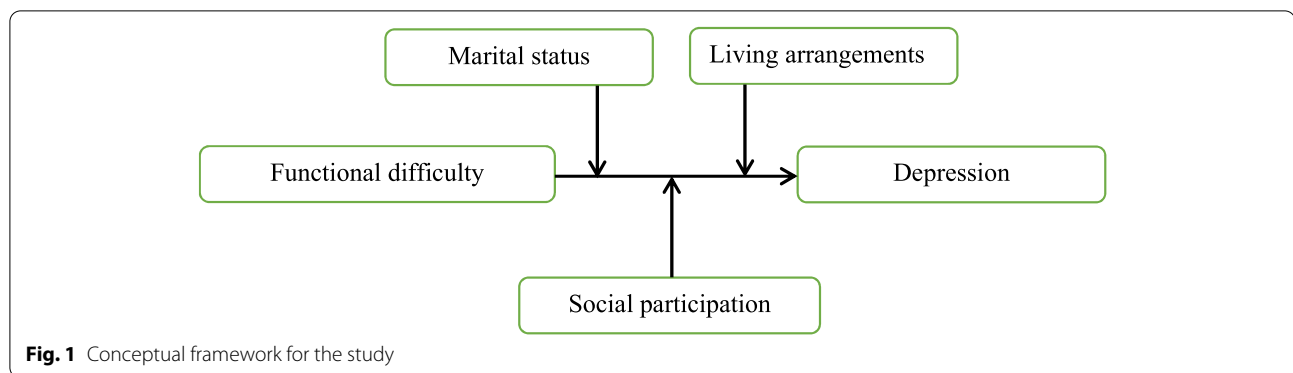 Marital status
Living arrangements
Functional difficulty
Depression
Social participation
Fig. 1 Conceptual framework for the study